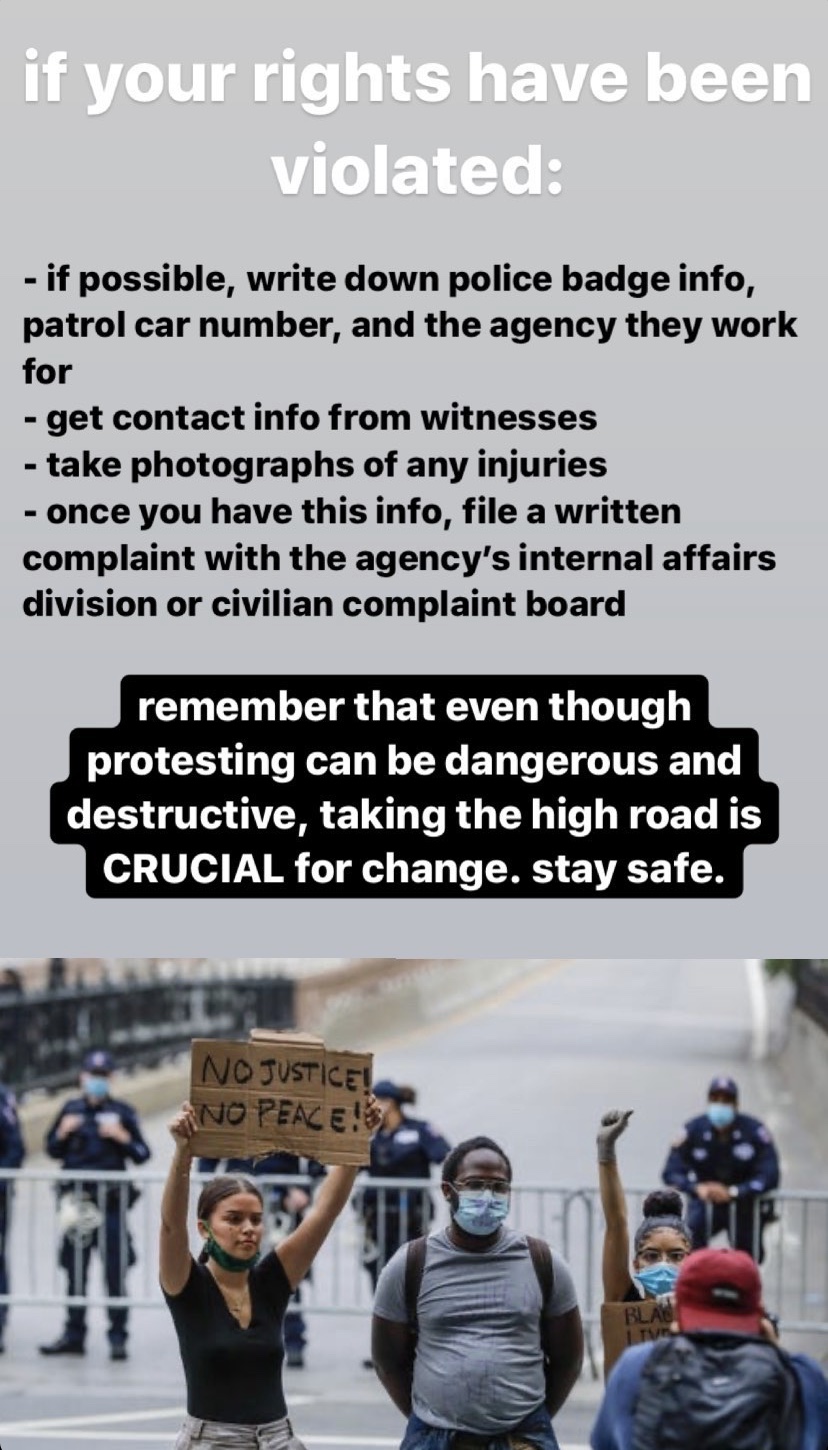 if your rights have been
violated:
- if possible, write down police badge info,
patrol car number, and the agency they work
for
- get contact info from witnesses
- take photographs of any injuries
- once you have this info, file a written
complaint with the agency’s internal affairs
division or civilian complaint board
remember that even though
protesting can be dangerous and
destructive, taking the high road is
CRUCIAL for change. stay safe.
NO JUSTICE!
NO PEACE!